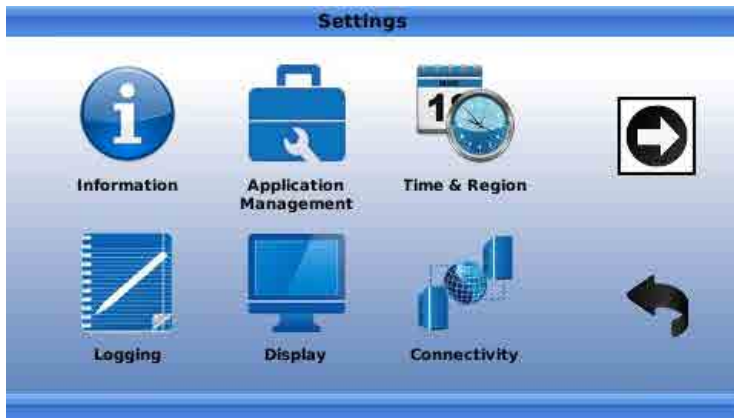 Settings
Information
Application
Management
Time & Region
Logging
Display
Connectivity